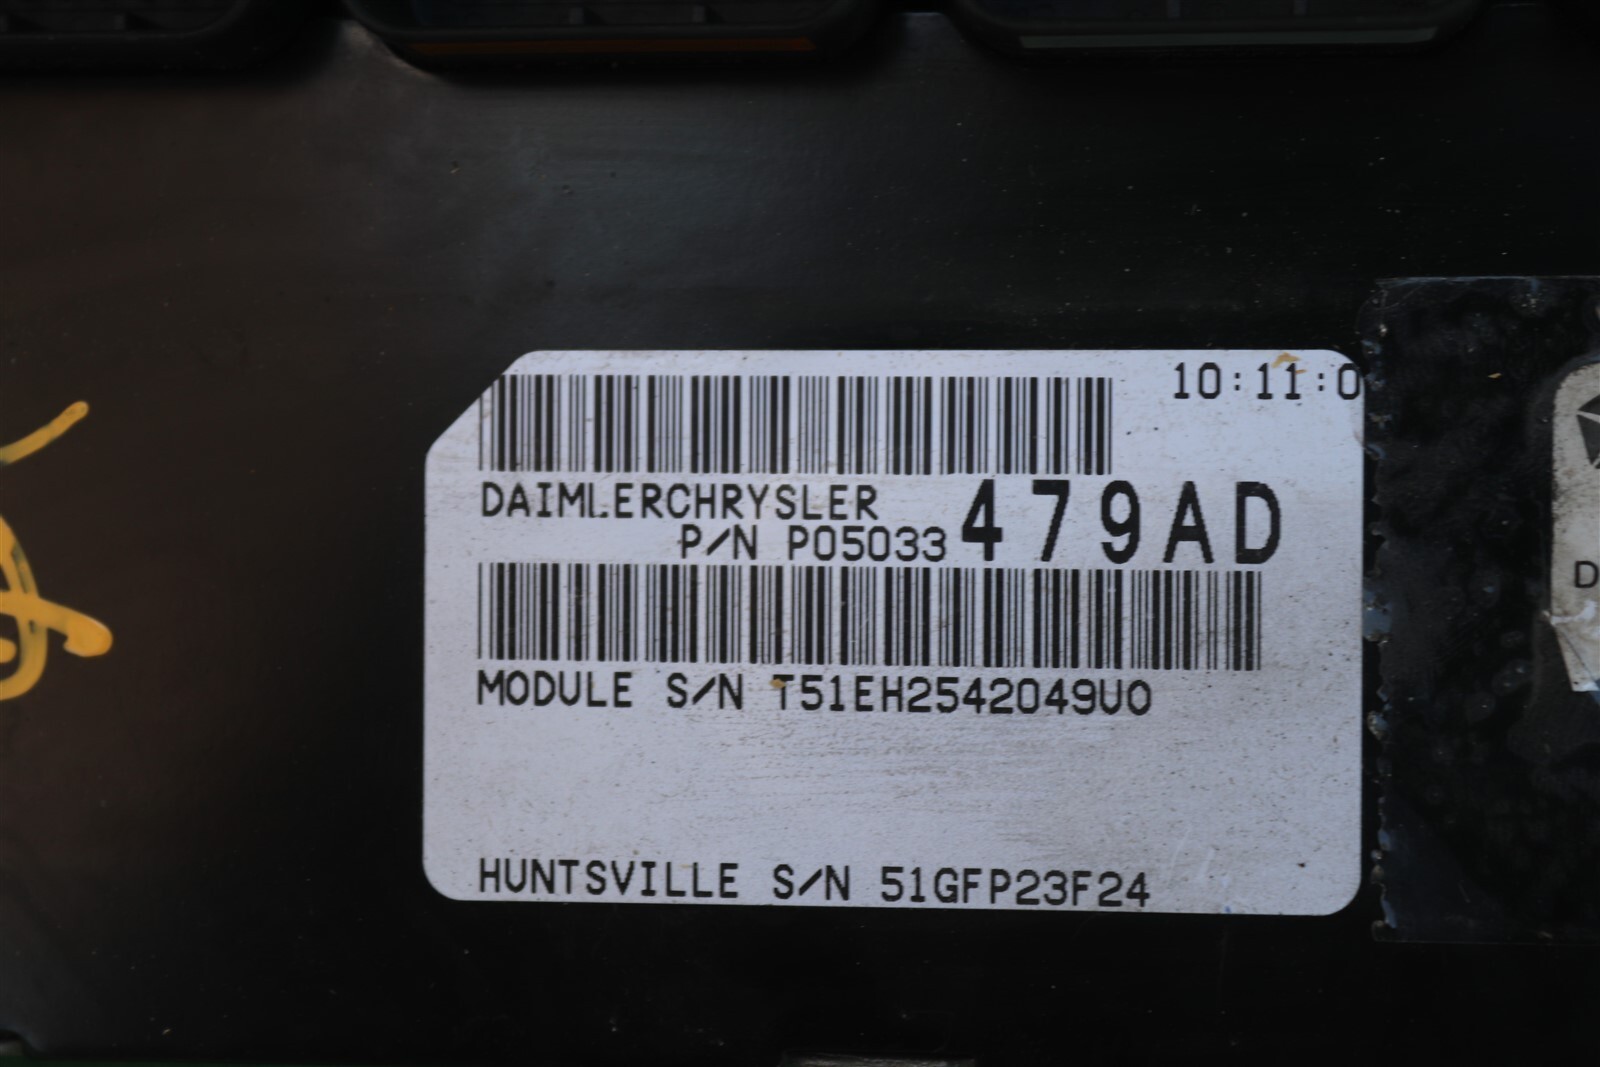 10:11:0
DAIMLERCHRYSLER
P/N P05033 479AD
MODULE S/N T51EH2542049U0
HUNTSVILLE S/N 51GFP23F24
D